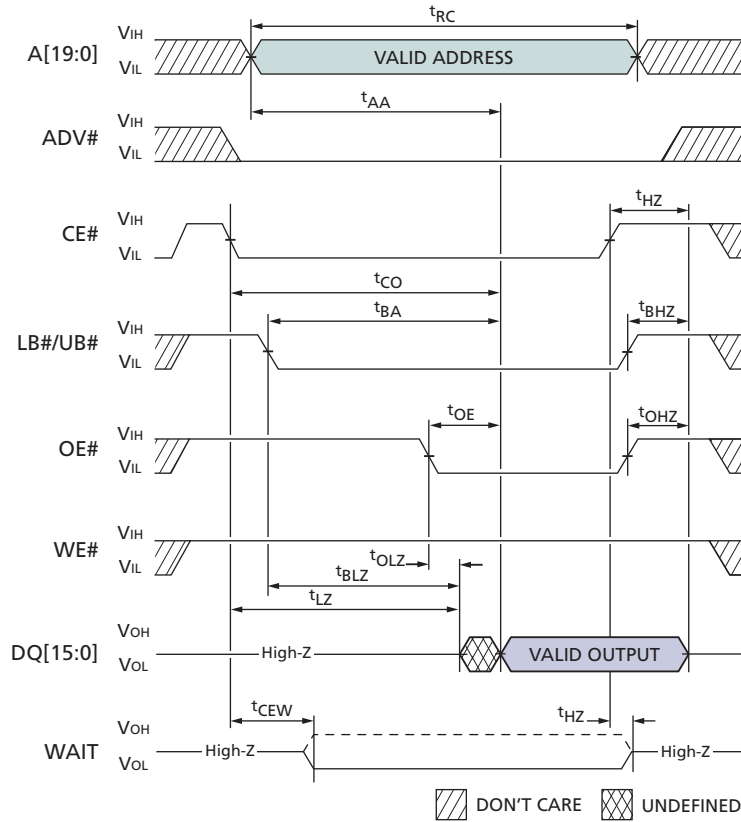 tRC
A[19:0]
VIH
VIL
VALID ADDRESS
tAA
ADV#
VIH
VIL
tHZ
CE#
VIH
VIL
tCO
tBA
tBHZ
LB#/UB#
VIH
VIL
tOE
tOHZ
OE#
VIH
VIL
WE#
VIH
VIL
tOLZ
tBLZ
tLZ
DQ[15:0]
VOH
VOL
High-Z
VALID OUTPUT
tCEW
tHZ
WAIT
VOH
VOL
High-Z
High-Z
DON'T CARE
UNDEFINED